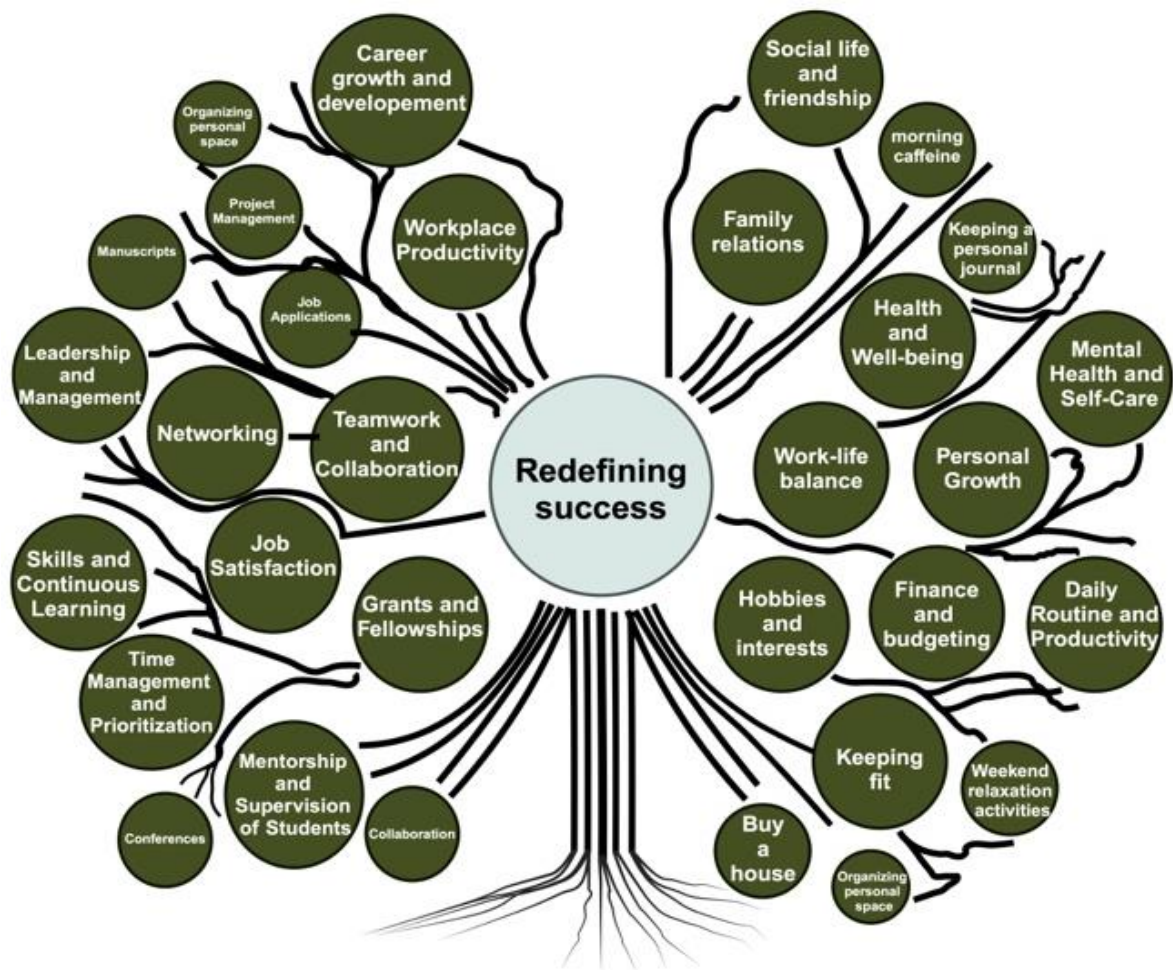 Career
growth and
developement
Organizing
personal
space
Project
Management
Workplace
Productivity
Manuscripts
Job
Applications
Leadership
and
Management
Networking
Teamwork
and
Collaboration
Skills and
Continuous
Learning
Job
Satisfaction
Grants and
Fellowships
Time
Management
and
Prioritization
Mentorship
and
Supervision
of Students
Collaboration
Conferences
Redefining
success
Social life
and
friendship
morning
caffeine
Family
relations
Keeping a
personal
journal
Health
and
Well-being
Mental
Health and
Self-Care
Work-life
balance
Personal
Growth
Hobbies
and
interests
Finance
and
budgeting
Daily
Routine and
Productivity
Keeping
fit
Weekend
relaxation
activities
Buy
a
house
Organizing
personal
space